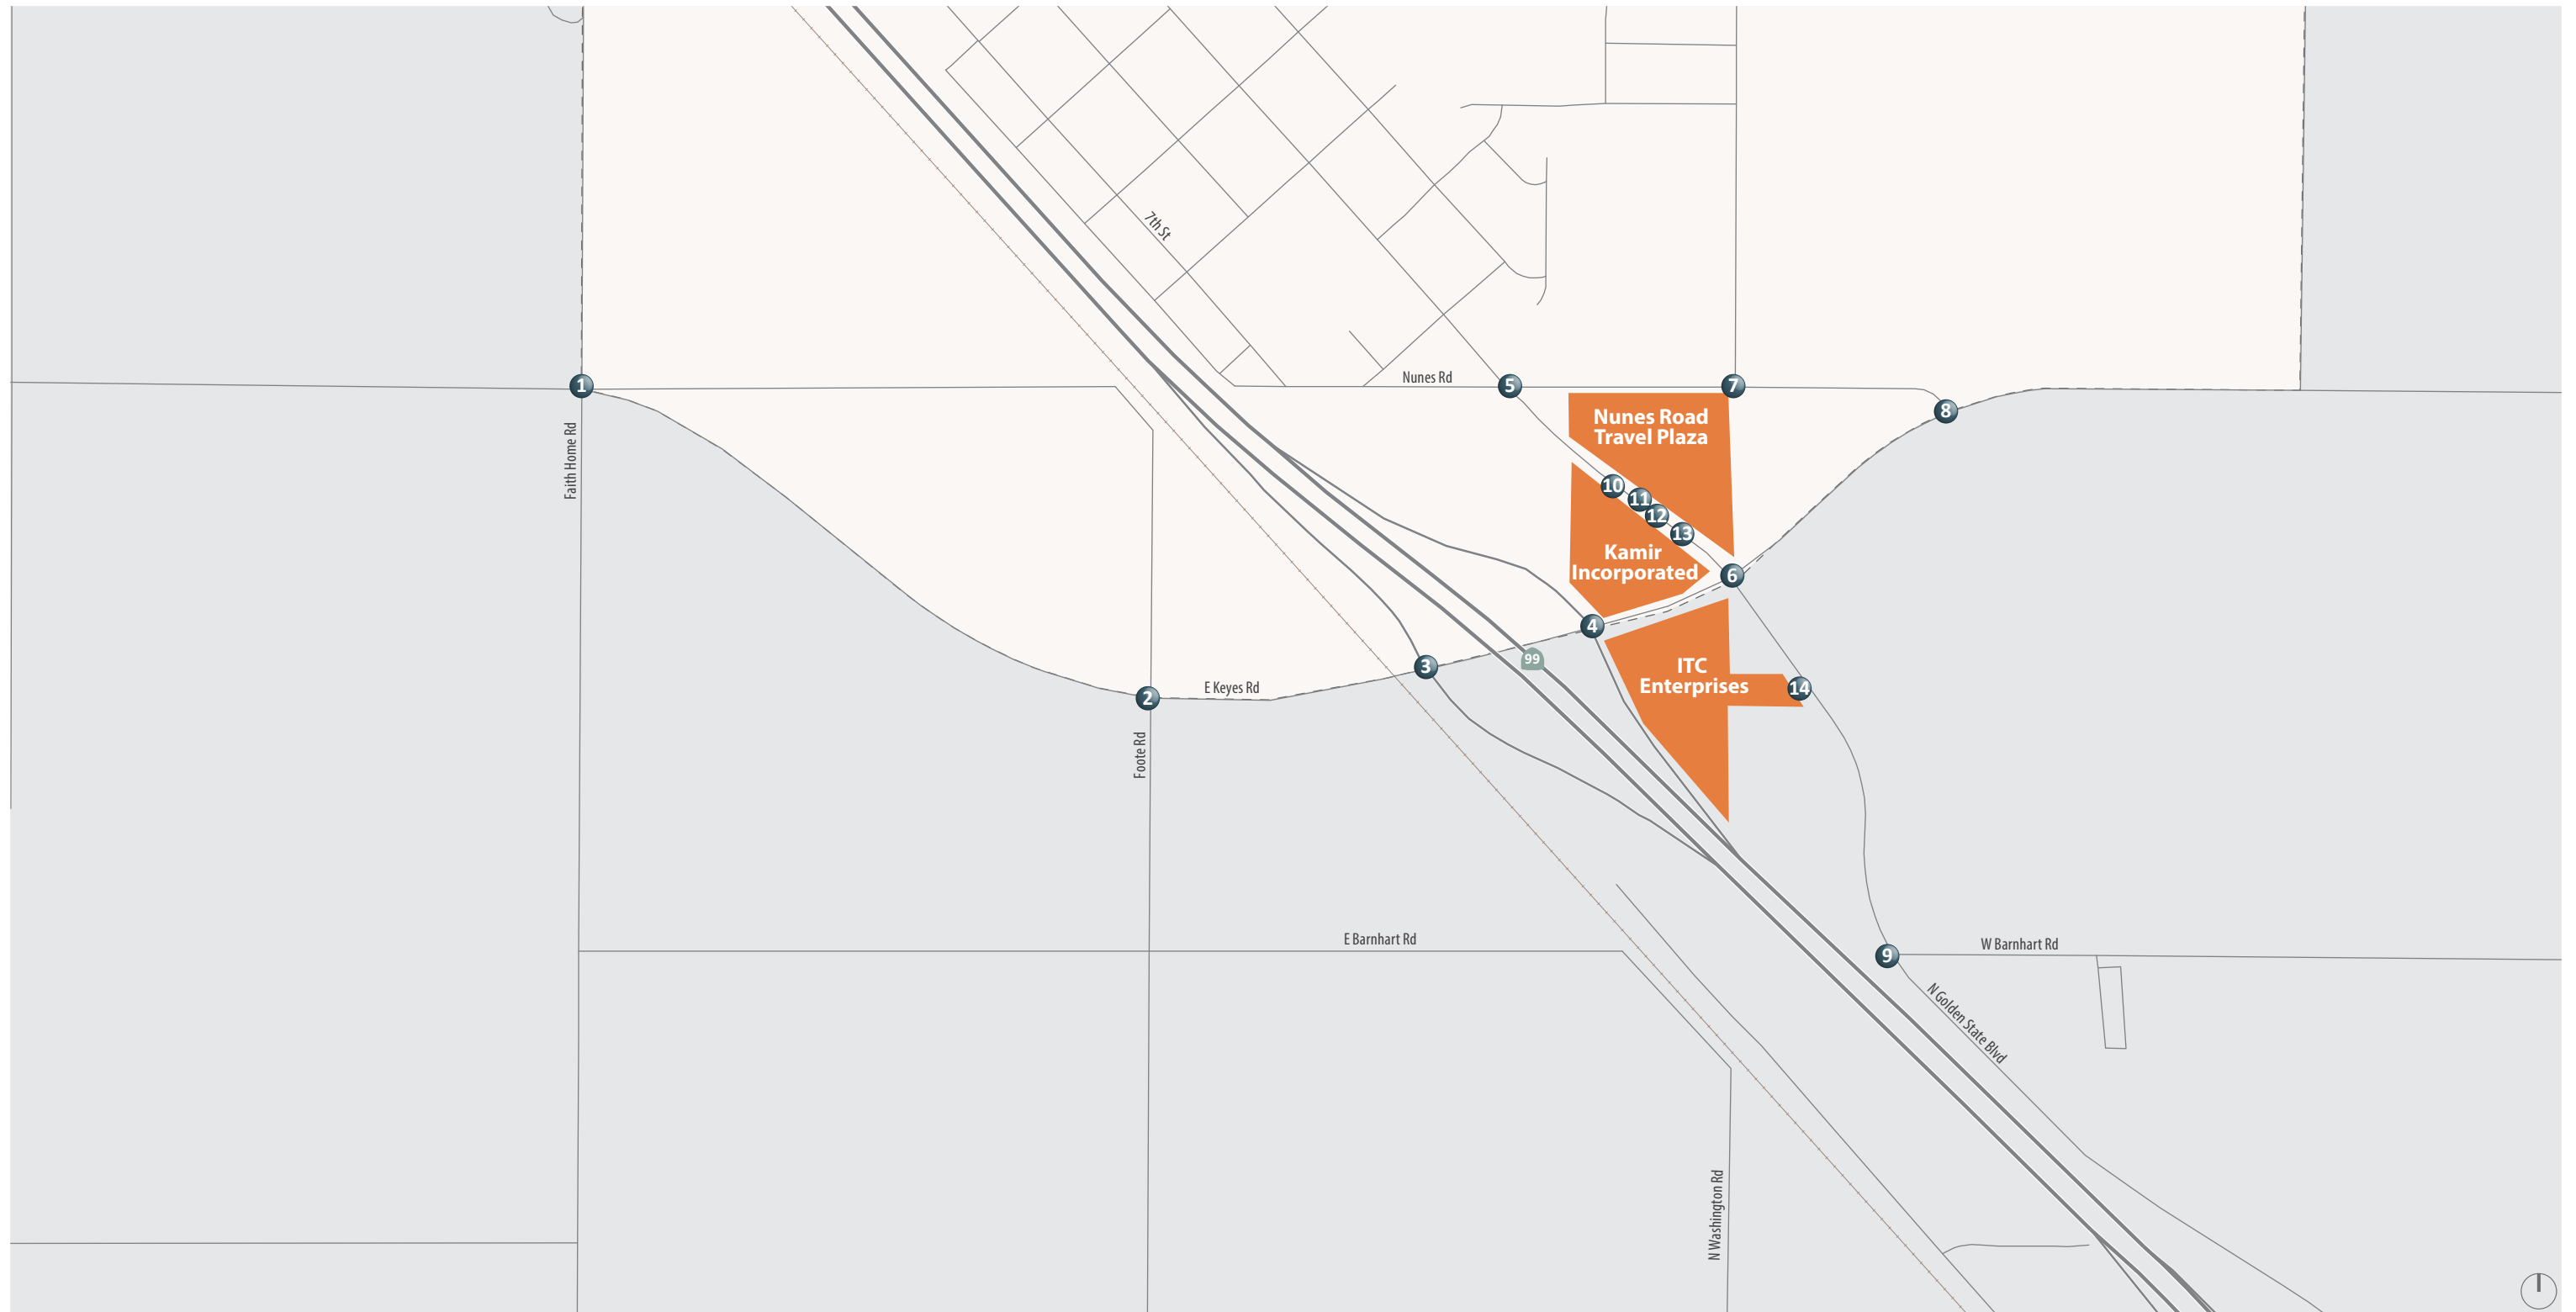 7th St
Nunes Rd
1
5
7
8
Nunes Road
Travel Plaza
Faith Home Rd
10
11
12
13
Kamir
Incorporated
6
4
99
3
ITC
Enterprises
14
E Keyes Rd
2
Foote Rd
E Barnhart Rd
9
W Barnhart Rd
N Golden State Blvd
N Washington Rd